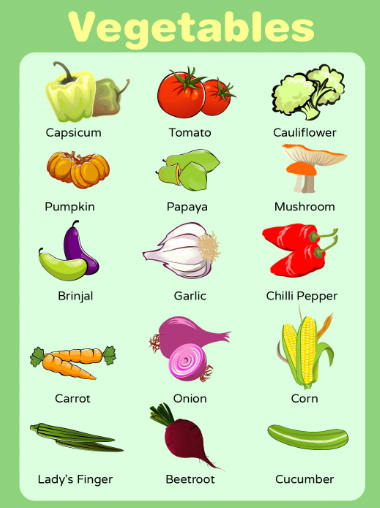 Vegetables
Capsicum
Tomato
Cauliflower
Pumpkin
Papaya
Mushroom
Brinjal
Garlic
Chilli Pepper
Carrot
Onion
Corn
Lady's Finger
Beetroot
Cucumber